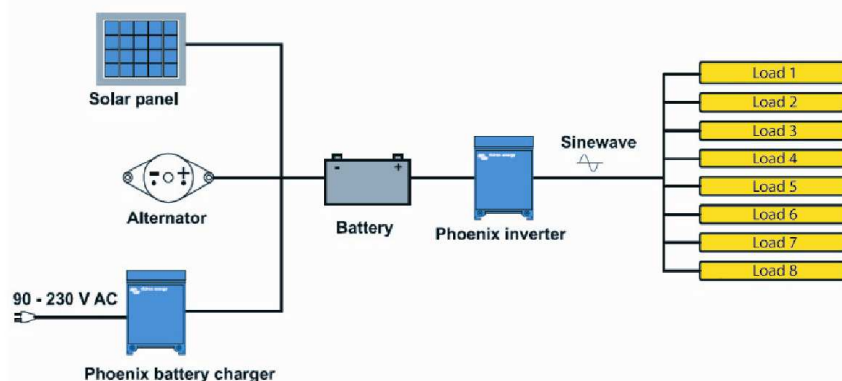 Solar panel
Alternator
90 - 230 V AC
Phoenix battery charger
- +
Battery
Phoenix inverter
Sinewave
Load 1
Load 2
Load 3
Load 4
Load 5
Load 6
Load 7
Load 8